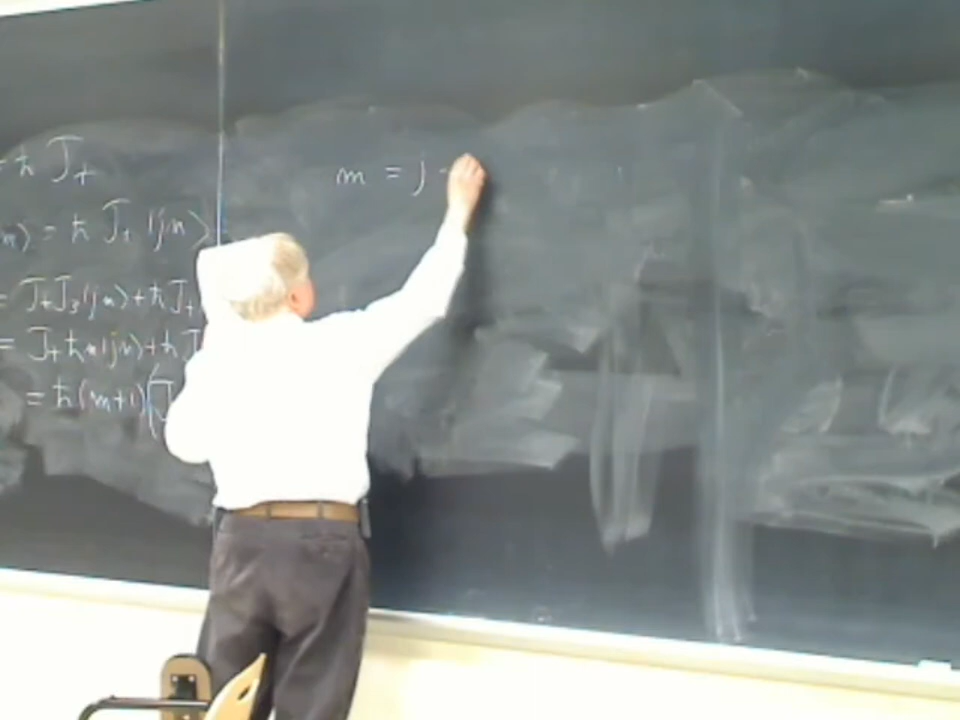 = ħ J₊
m⟩ = ħ J₊ |jm⟩
= J₊J₃|jm⟩+ħJ₊
= J₊ħm|jm⟩+ħJ
= ħ(m+1)(J
m = j -